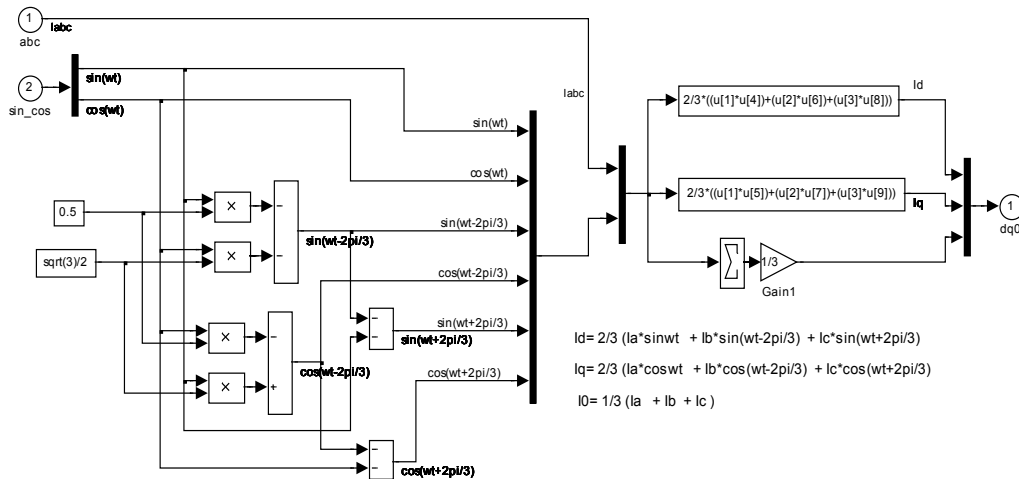 1
abc
Iabc
2
sin_cos
sin(wt)
cos(wt)
0.5
sqrt(3)/2
×
×
×
×
−
−
sin(wt-2pi/3)
−
+
cos(wt-2pi/3)
−
−
sin(wt+2pi/3)
−
−
cos(wt+2pi/3)
sin(wt)
cos(wt)
sin(wt-2pi/3)
cos(wt-2pi/3)
sin(wt+2pi/3)
cos(wt+2pi/3)
Iabc
2/3*((u[1]*u[4])+(u[2]*u[6])+(u[3]*u[8]))
Id
2/3*((u[1]*u[5])+(u[2]*u[7])+(u[3]*u[9]))
Iq
∑
1/3
Gain1
1
dq0
Id= 2/3 (Ia*sinwt + Ib*sin(wt-2pi/3) + Ic*sin(wt+2pi/3)
Iq= 2/3 (Ia*coswt + Ib*cos(wt-2pi/3) + Ic*cos(wt+2pi/3)
I0= 1/3 (Ia + Ib + Ic )